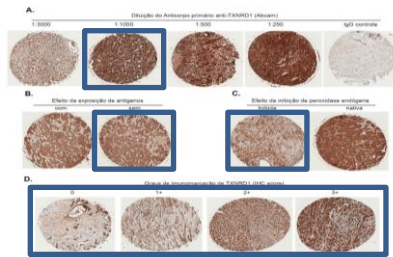 A.
Diluição do Anticorpo primário anti-TXNRD1 (Abcam)
1:3000 1:1000 1:500 1:250 IgG controle
B. Efeito da exposição de antígenos
com sem
C. Efeito da inibição de peroxidase endógena
inibida nativa
D. Graus de imunomarcação de TXNRD1 (IHC score)
0 1+ 2+ 3+